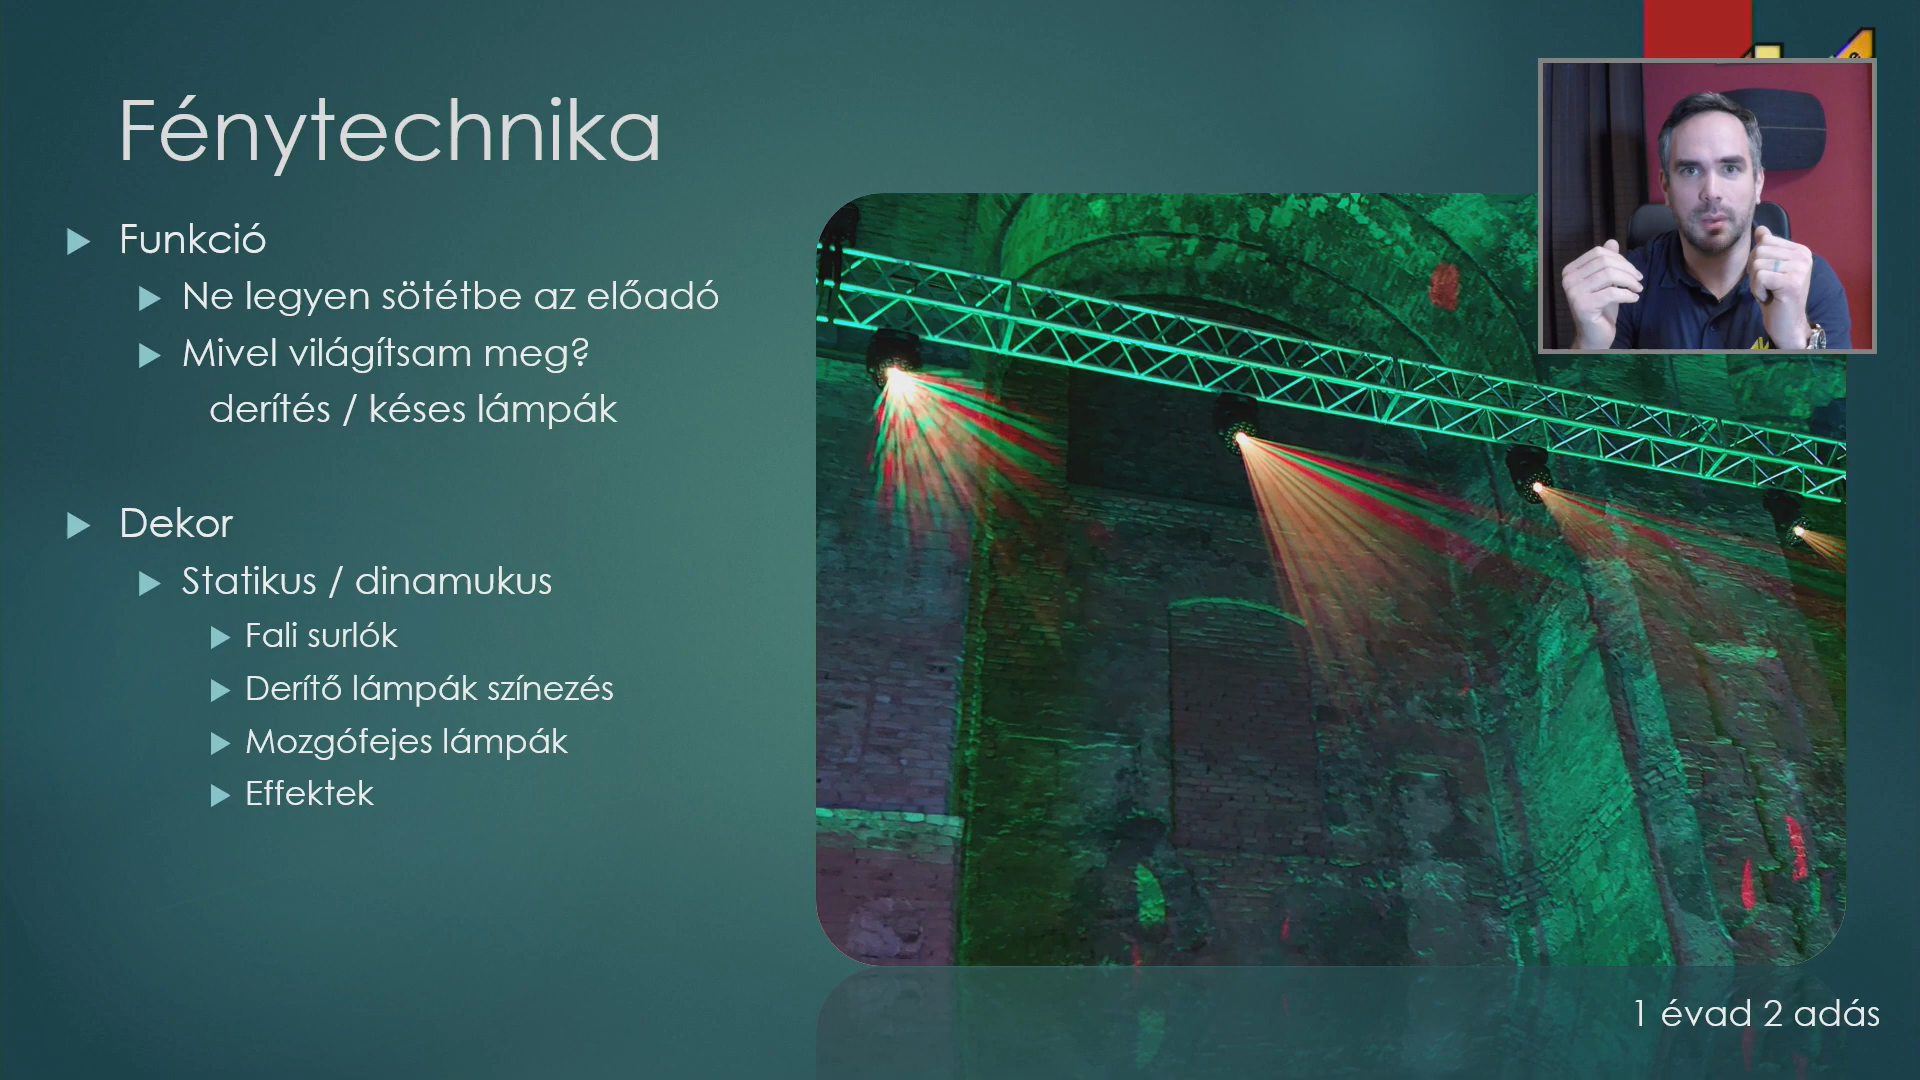 Fénytechnika
Funkció
Ne legyen sötétbe az előadó
Mivel világítsam meg?
derítés / késes lámpák
Dekor
Statikus / dinamukus
Fali surlók
Derítő lámpák színezés
Mozgófejes lámpák
Effektek
1 évad 2 adás